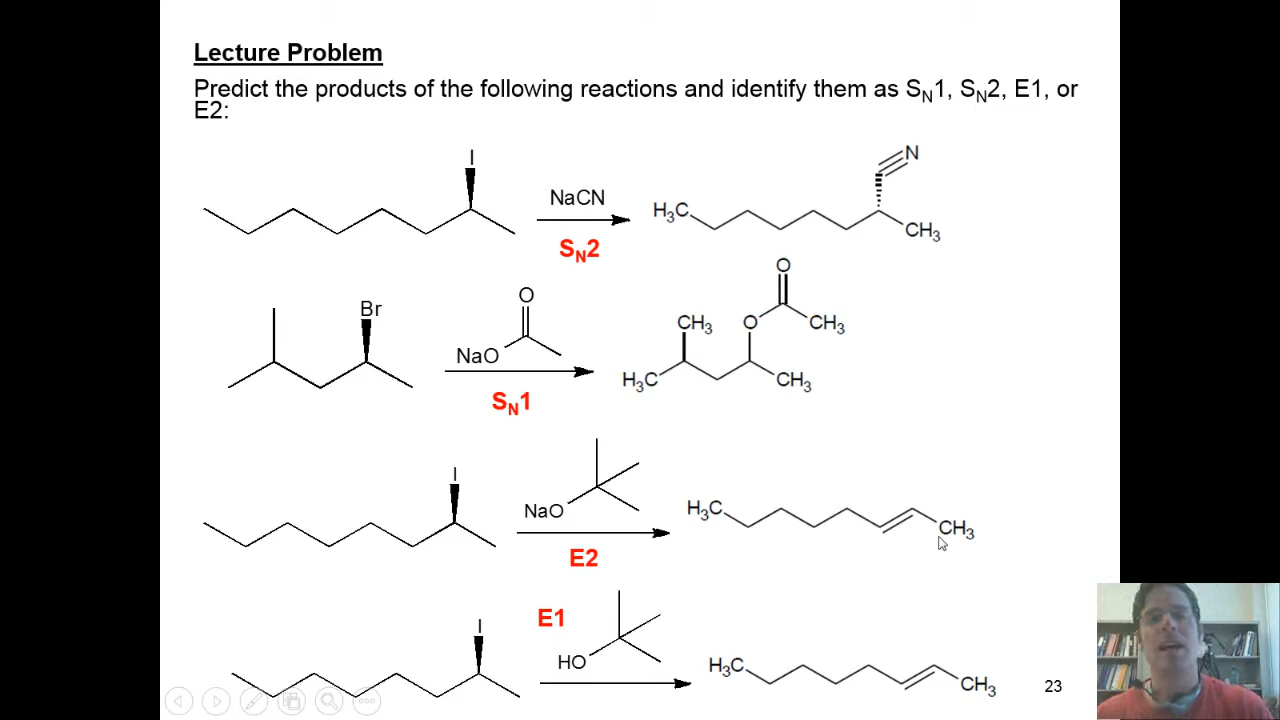 Lecture Problem
Predict the products of the following reactions and identify them as SN1, SN2, E1, or
E2:
I
NaCN
SN2
H3C
N
CH3
Br
O
NaO
SN1
O
CH3
O
CH3
H3C
CH3
I
NaO
E2
H3C
CH3
I
E1
HO
H3C
CH3
23